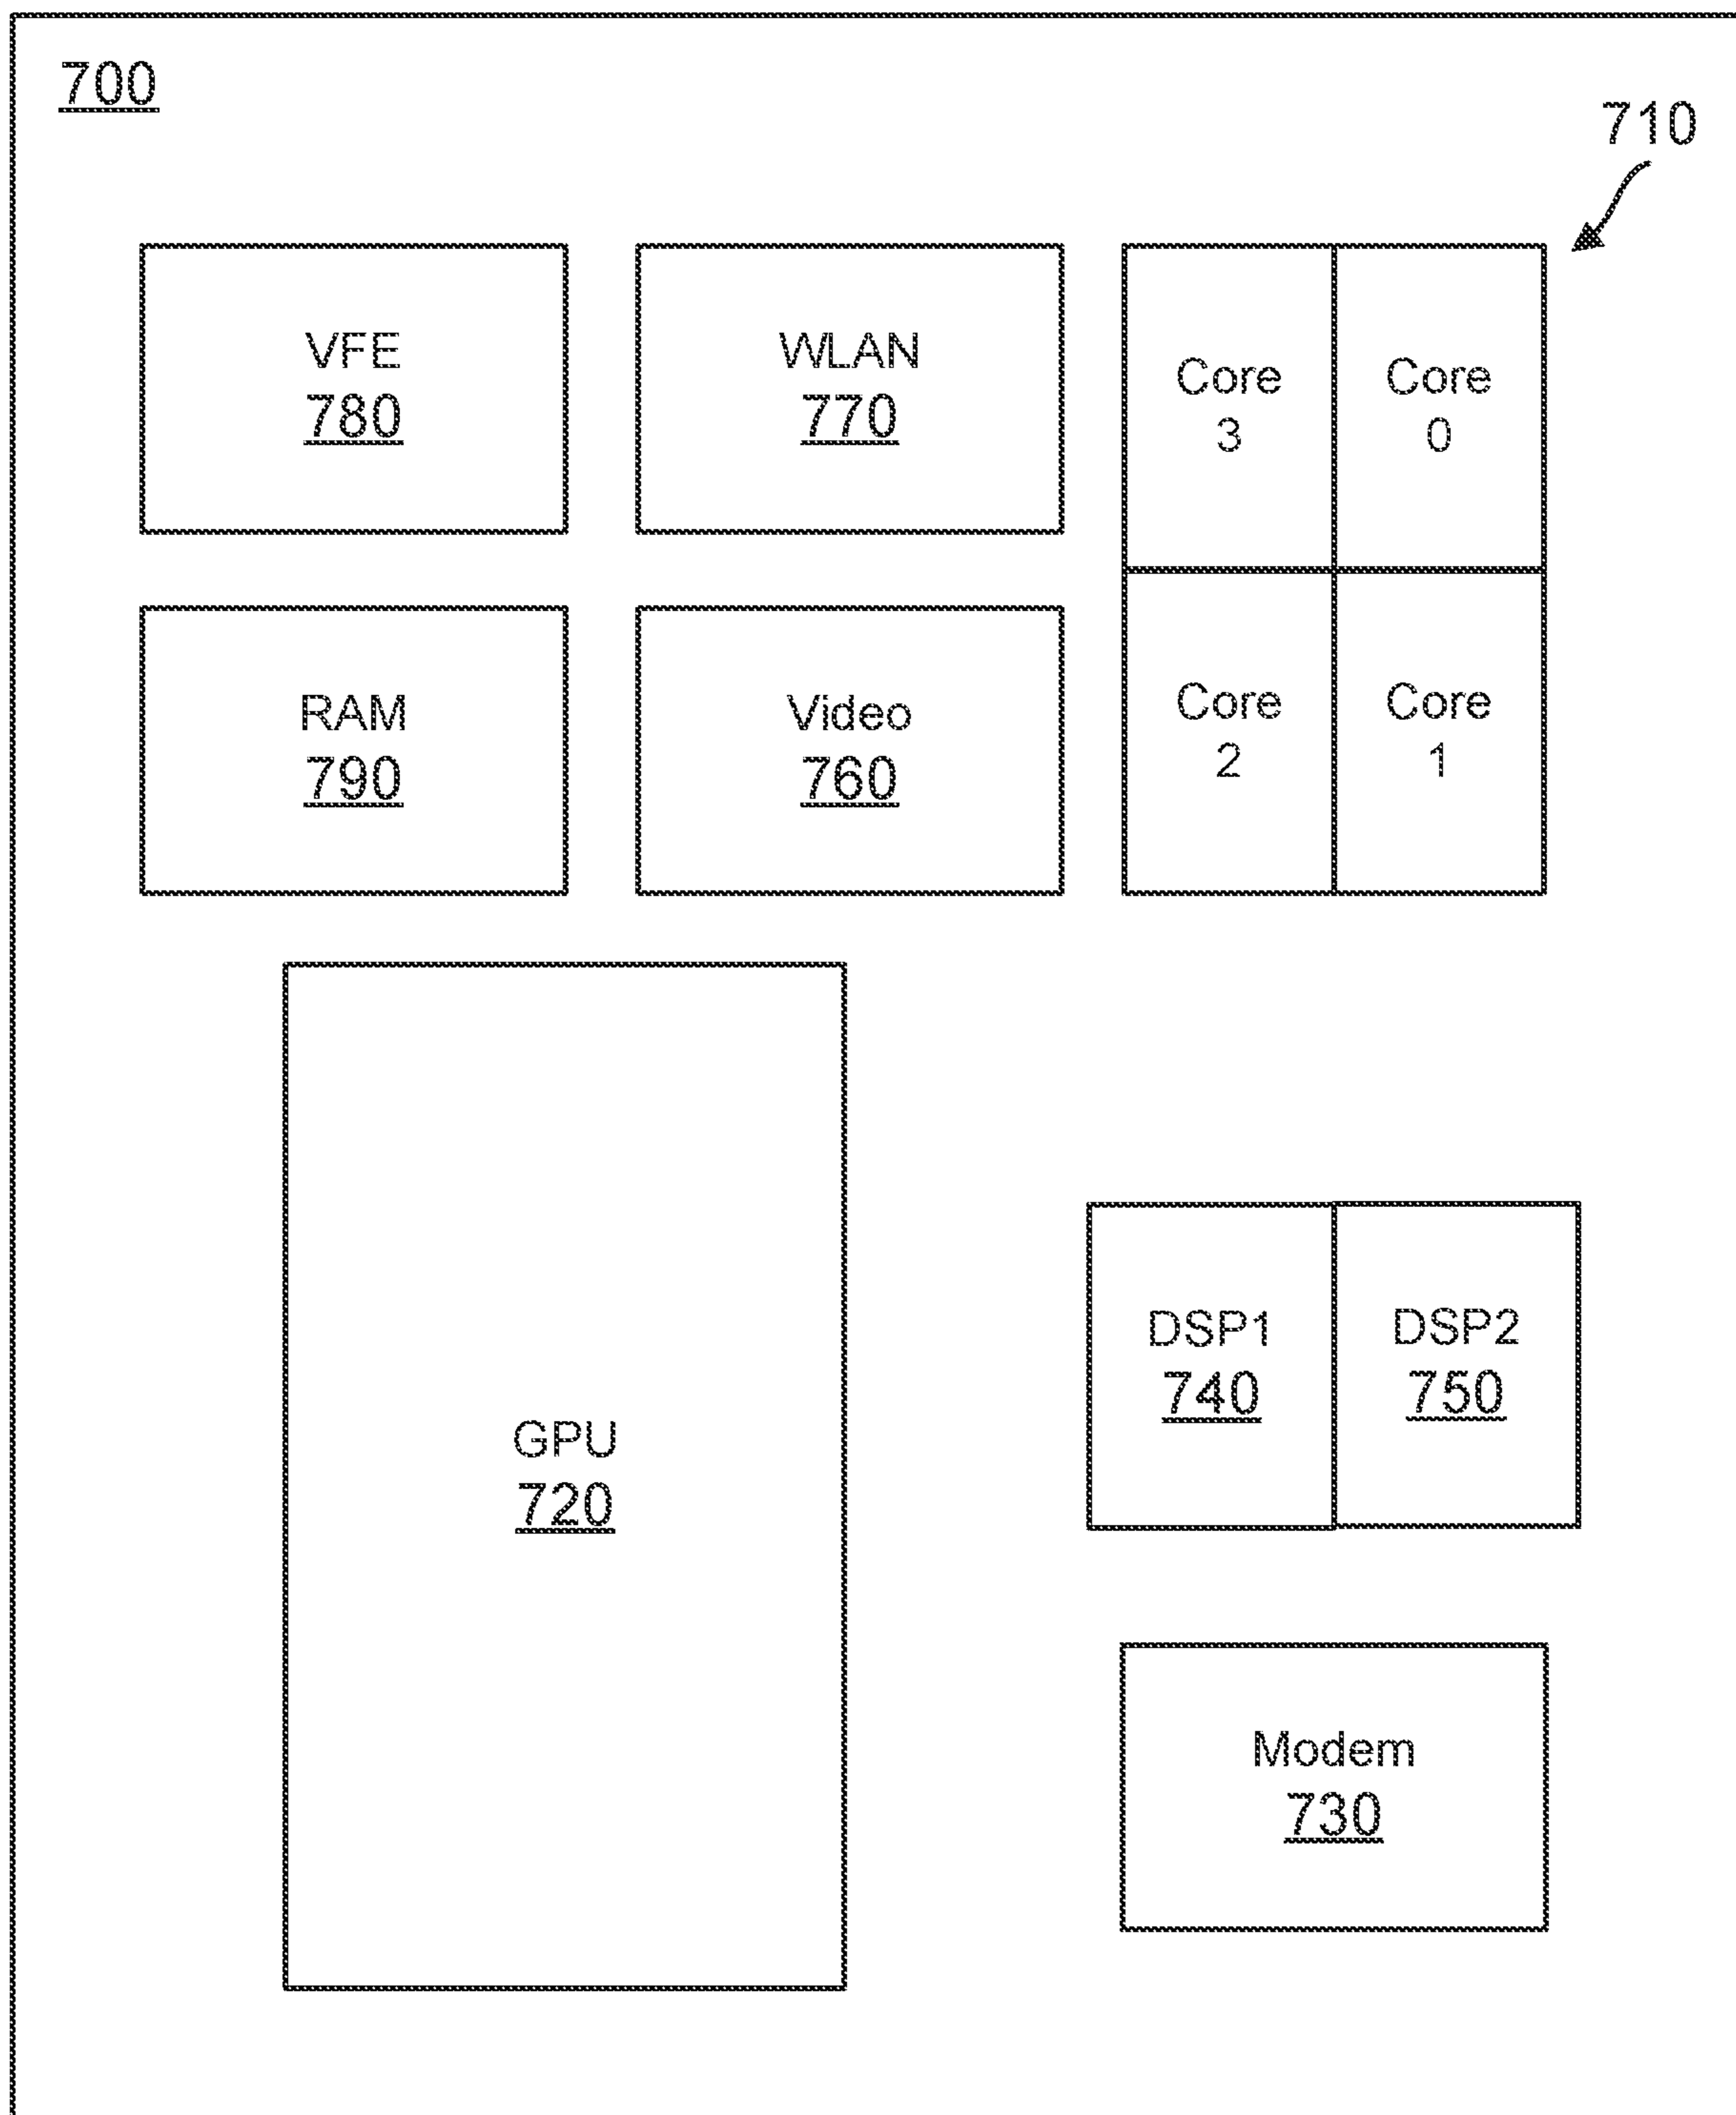 700
710
VFE
780
WLAN
770
Core
3
Core
0
RAM
790
Video
760
Core
2
Core
1
GPU
720
DSP1
740
DSP2
750
Modem
730